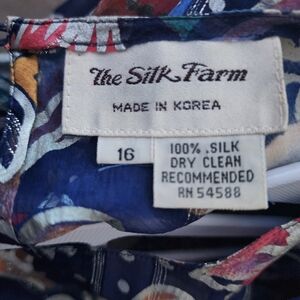 The Silk Farm
MADE IN KOREA
16
100% .SILK
DRY CLEAN
RECOMMENDED
RN 54588